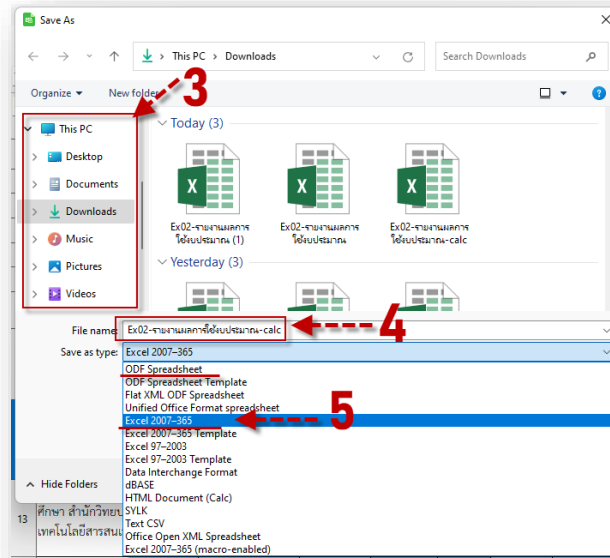 Save As
This PC > Downloads
Search Downloads
Organize
New folder
3
This PC
Desktop
Documents
Downloads
Music
Pictures
Videos
Today (3)
Ex02-รายงานผลการ
ใช้งบประมาณ (1)
Ex02-รายงานผลการ
ใช้งบประมาณ
Ex02-รายงานผลการ
ใช้งบประมาณ-calc
Yesterday (3)
4
File name:
Ex02-รายงานผลการใช้งบประมาณ-calc
Save as type:
Excel 2007–365
ODF Spreadsheet
ODF Spreadsheet Template
Flat XML ODF Spreadsheet
Unified Office Format spreadsheet
Excel 2007–365
5
Excel 2007–365 Template
Excel 97–2003
Excel 97–2003 Template
Data Interchange Format
dBASE
HTML Document (Calc)
SYLK
Text CSV
Office Open XML Spreadsheet
Excel 2007–365 (macro-enabled)
Hide Folders
13
ศึกษา สำนักวิทยบ
เทคโนโลยีสารสนเ